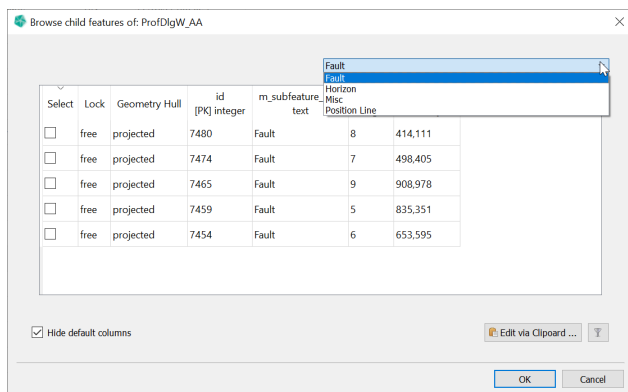 Browse child features of: ProfDlgW_AA
Fault
Fault
Horizon
Misc
Position Line
Select Lock Geometry Hull id m_subfeature_
[PK] integer text
free projected 7480 Fault 8 414,111
free projected 7474 Fault 7 498,405
free projected 7465 Fault 9 908,978
free projected 7459 Fault 5 835,351
free projected 7454 Fault 6 653,595
Hide default columns
Edit via Clipoard ...
OK Cancel